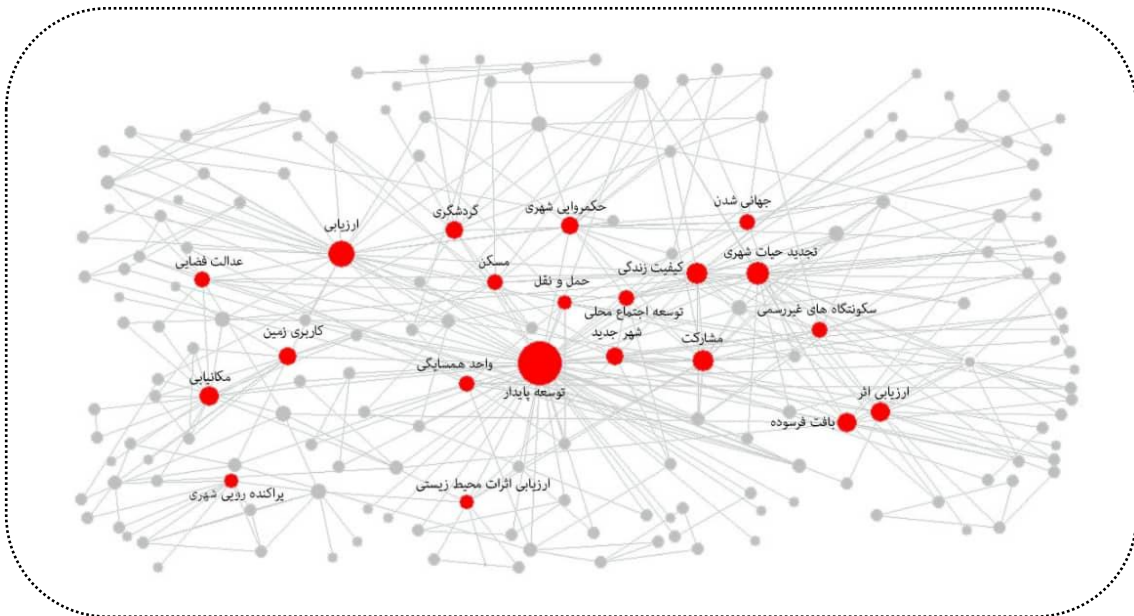 جهانی شدن
حکمروایی شهری
گردشگری
ارزیابی
تجدید حیات شهری
کیفیت زندگی
مسکن
عدالت فضایی
حمل و نقل
توسعه اجتماع محلی
سکونتگاه های غیررسمی
مشارکت
شهر جدید
کاربری زمین
واحد همسایگی
مکانیابی
توسعه پایدار
ارزیابی اثر
بافت فرسوده
ارزیابی اثرات محیط زیستی
پراکنده رویی شهری